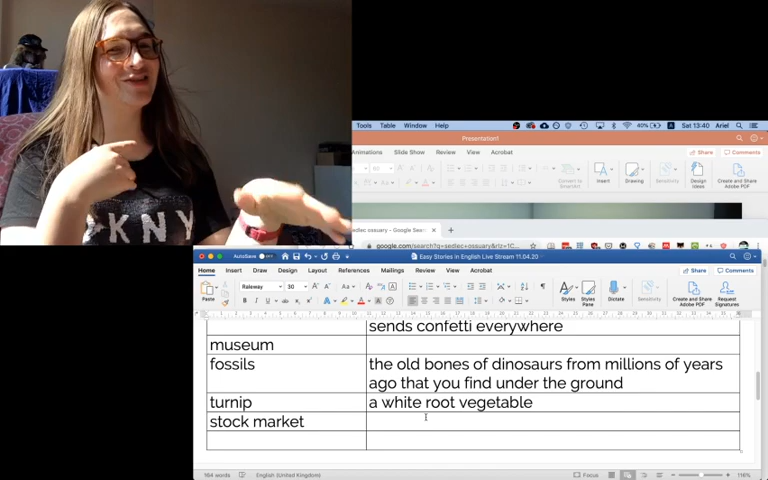 DKNY
Tools Table Window Help 40% Sat 13:40 Ariel
Presentation1
Animations Slide Show Review View Acrobat Share Comments
Insert Drawing Design Ideas Create and Share Adobe PDF
sedlec ossuary - Google Sear
google.com/search?q=sedlec+ossuary&rlz=1C...
AutoSave OFF Easy Stories in English Live Stream 11.04.20
Home Insert Draw Design Layout References Mailings Review View Acrobat Share Comments
Paste Raleway 30 Styles Styles Pane Dictate Sensitivity Create and Share Adobe PDF Request Signatures
sends confetti everywhere
museum
fossils the old bones of dinosaurs from millions of years
ago that you find under the ground
turnip a white root vegetable
stock market
164 words English (United Kingdom) Focus 116%